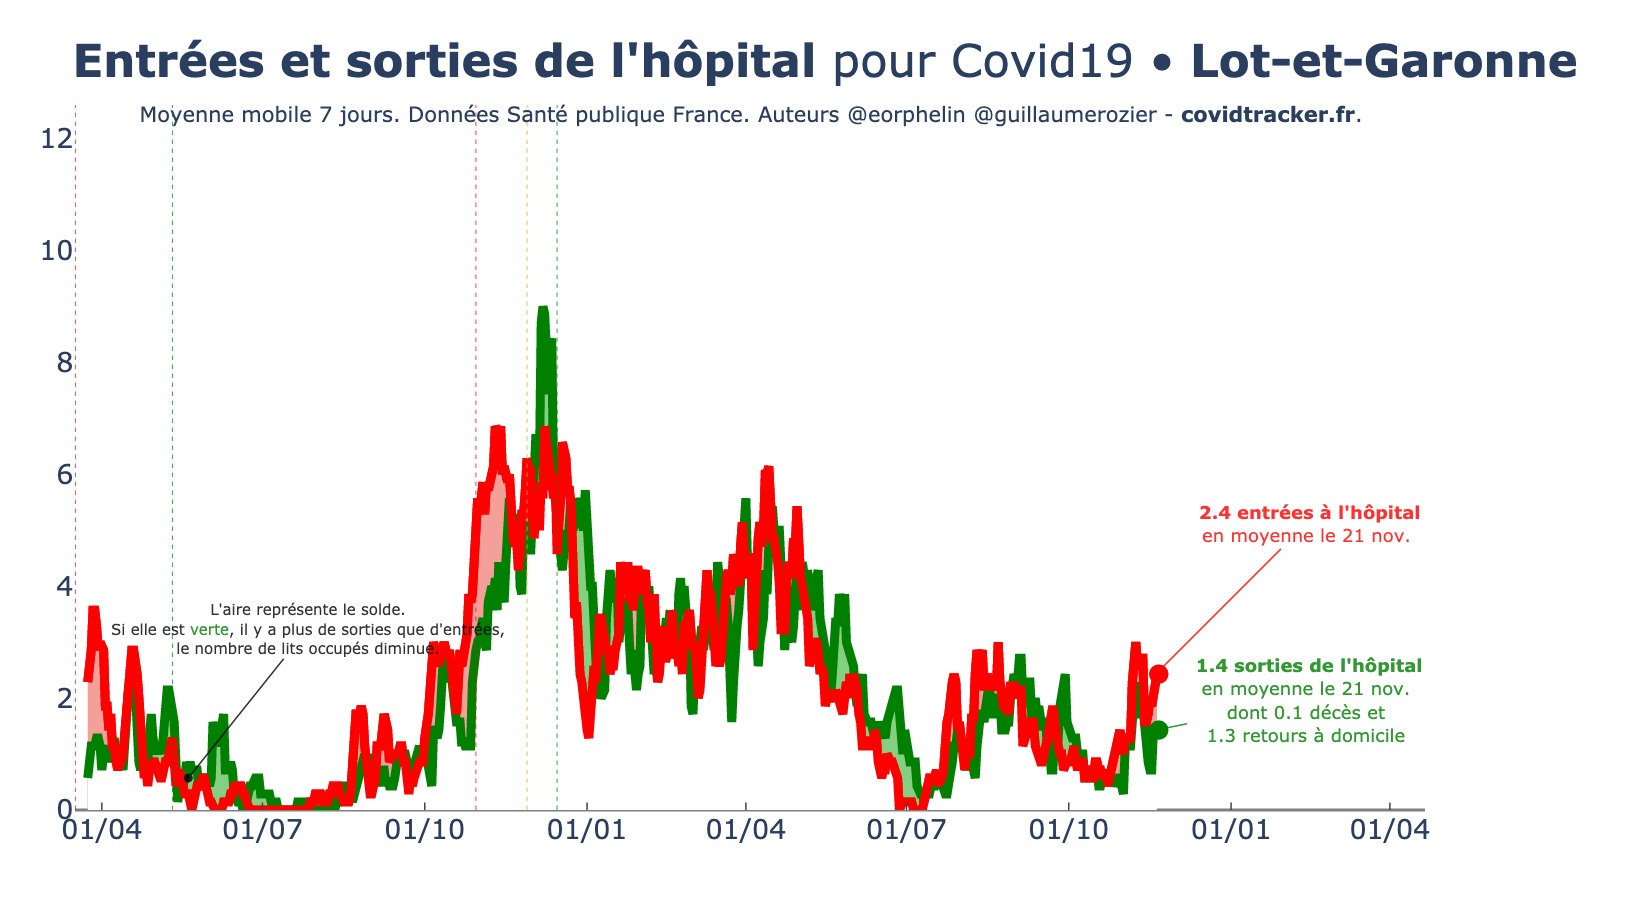 Entrées et sorties de l'hôpital pour Covid19 • Lot-et-Garonne
Moyenne mobile 7 jours. Données Santé publique France. Auteurs @eorphelin @guillaumerozier - covidtracker.fr.
12
10
8
6
4
2
0
L'aire représente le solde.
Si elle est verte, il y a plus de sorties que d'entrées,
le nombre de lits occupés diminue.
2.4 entrées à l'hôpital
en moyenne le 21 nov.
1.4 sorties de l'hôpital
en moyenne le 21 nov.
dont 0.1 décès et
1.3 retours à domicile
01/04 01/07 01/10 01/01 01/04 01/07 01/10 01/01 01/04